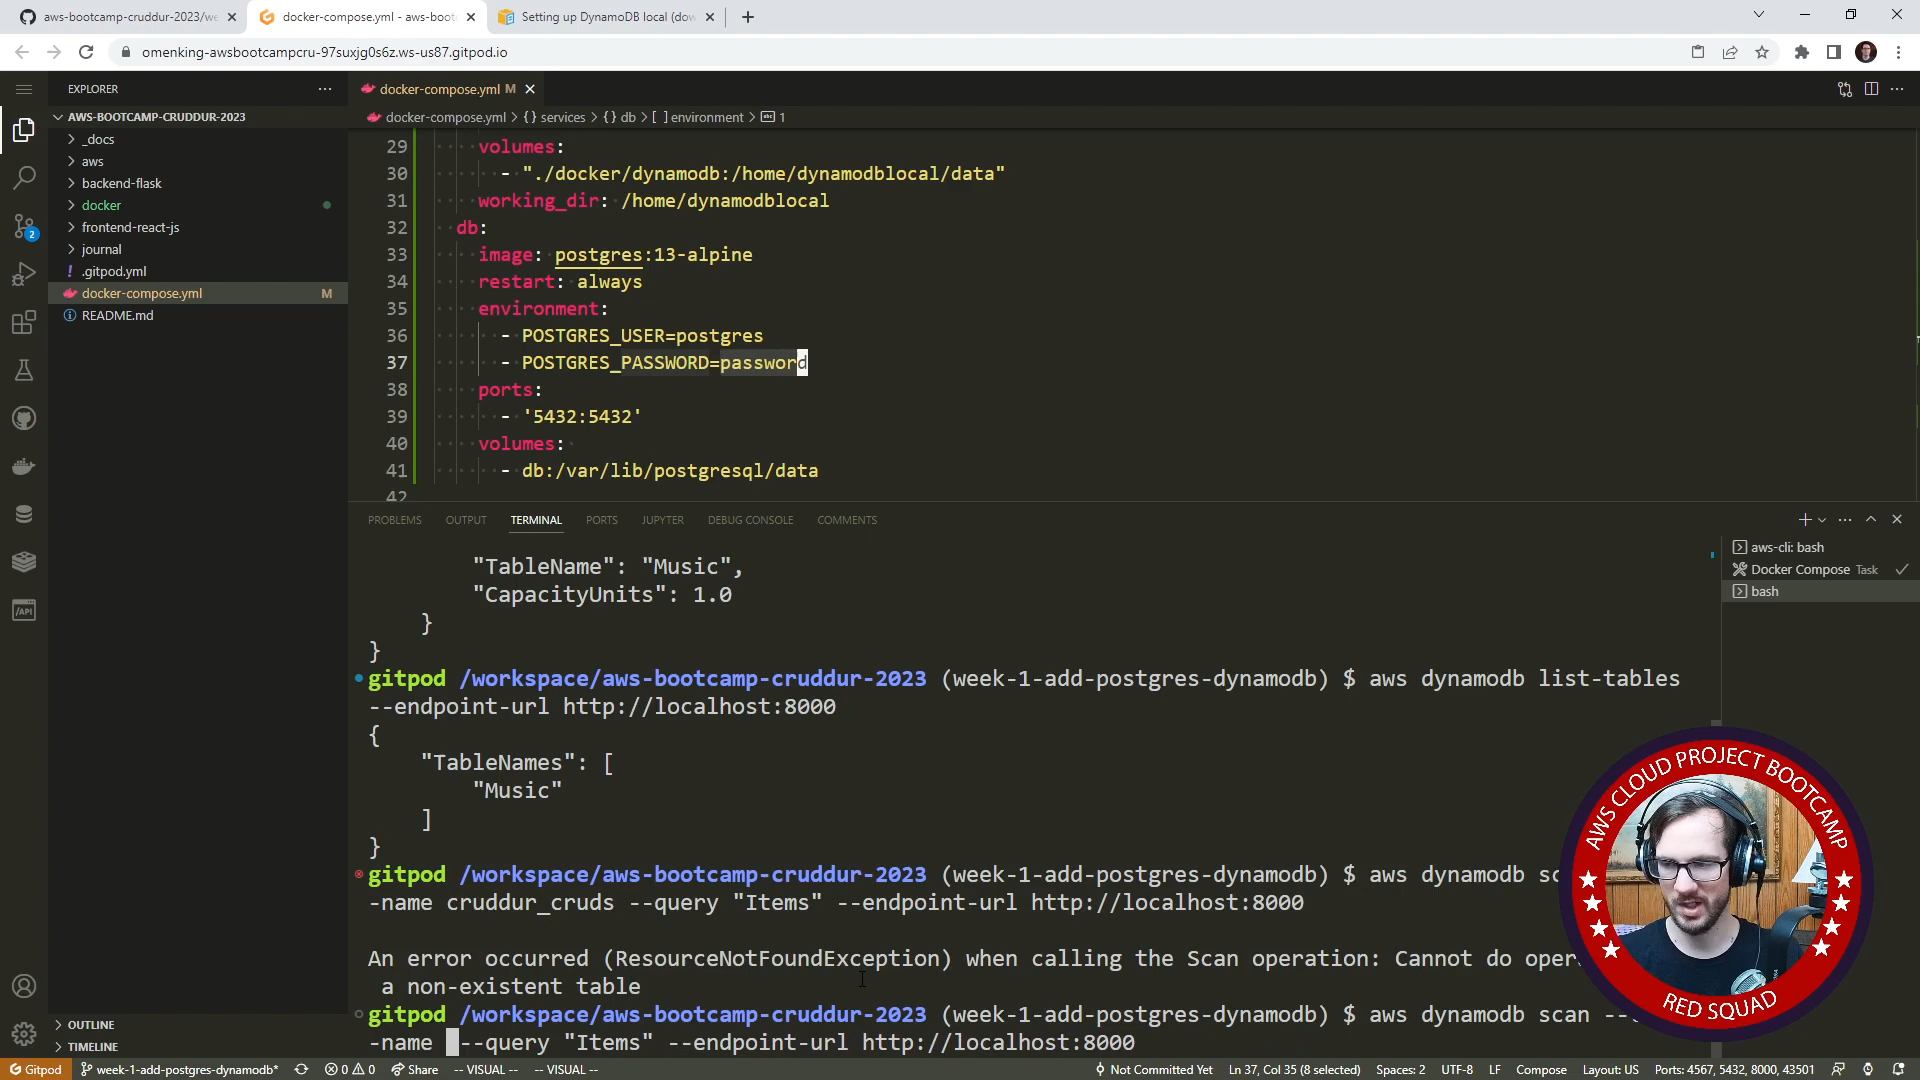 aws-bootcamp-cruddur-2023/we
docker-compose.yml - aws-boot
Setting up DynamoDB local (dow
omenking-awsbootcampcru-97suxjg0s6z.ws-us87.gitpod.io
EXPLORER
AWS-BOOTCAMP-CRUDDUR-2023
_docs
aws
backend-flask
docker
frontend-react-js
journal
! .gitpod.yml
docker-compose.yml M
README.md
OUTLINE
TIMELINE
docker-compose.yml M
docker-compose.yml > {} services > {} db > [ ] environment > 1
29 volumes:
30 - "./docker/dynamodb:/home/dynamodblocal/data"
31 working_dir: /home/dynamodblocal
32 db:
33 image: postgres:13-alpine
34 restart: always
35 environment:
36 - POSTGRES_USER=postgres
37 - POSTGRES_PASSWORD=password
38 ports:
39 - '5432:5432'
40 volumes:
41 - db:/var/lib/postgresql/data
42
PROBLEMS OUTPUT TERMINAL PORTS JUPYTER DEBUG CONSOLE COMMENTS
aws-cli: bash
Docker Compose Task
bash
"TableName": "Music",
"CapacityUnits": 1.0
}
}
gitpod /workspace/aws-bootcamp-cruddur-2023 (week-1-add-postgres-dynamodb) $ aws dynamodb list-tables
--endpoint-url http://localhost:8000
{
"TableNames": [
"Music"
]
}
gitpod /workspace/aws-bootcamp-cruddur-2023 (week-1-add-postgres-dynamodb) $ aws dynamodb
-name cruddur_cruds --query "Items" --endpoint-url http://localhost:8000
An error occurred (ResourceNotFoundException) when calling the Scan operation: Cannot do
a non-existent table
gitpod /workspace/aws-bootcamp-cruddur-2023 (week-1-add-postgres-dynamodb) $ aws dynamodb scan
-name --query "Items" --endpoint-url http://localhost:8000
AWS CLOUD PROJECT BOOTCAMP
RED SQUAD
Gitpod week-1-add-postgres-dynamodb* 0 0 Share -- VISUAL -- -- VISUAL -- Not Committed Yet Ln 37, Col 35 (8 selected) Spaces: 2 UTF-8 LF Compose Layout: US Ports: 4567, 5432, 8000, 43501
2
/API